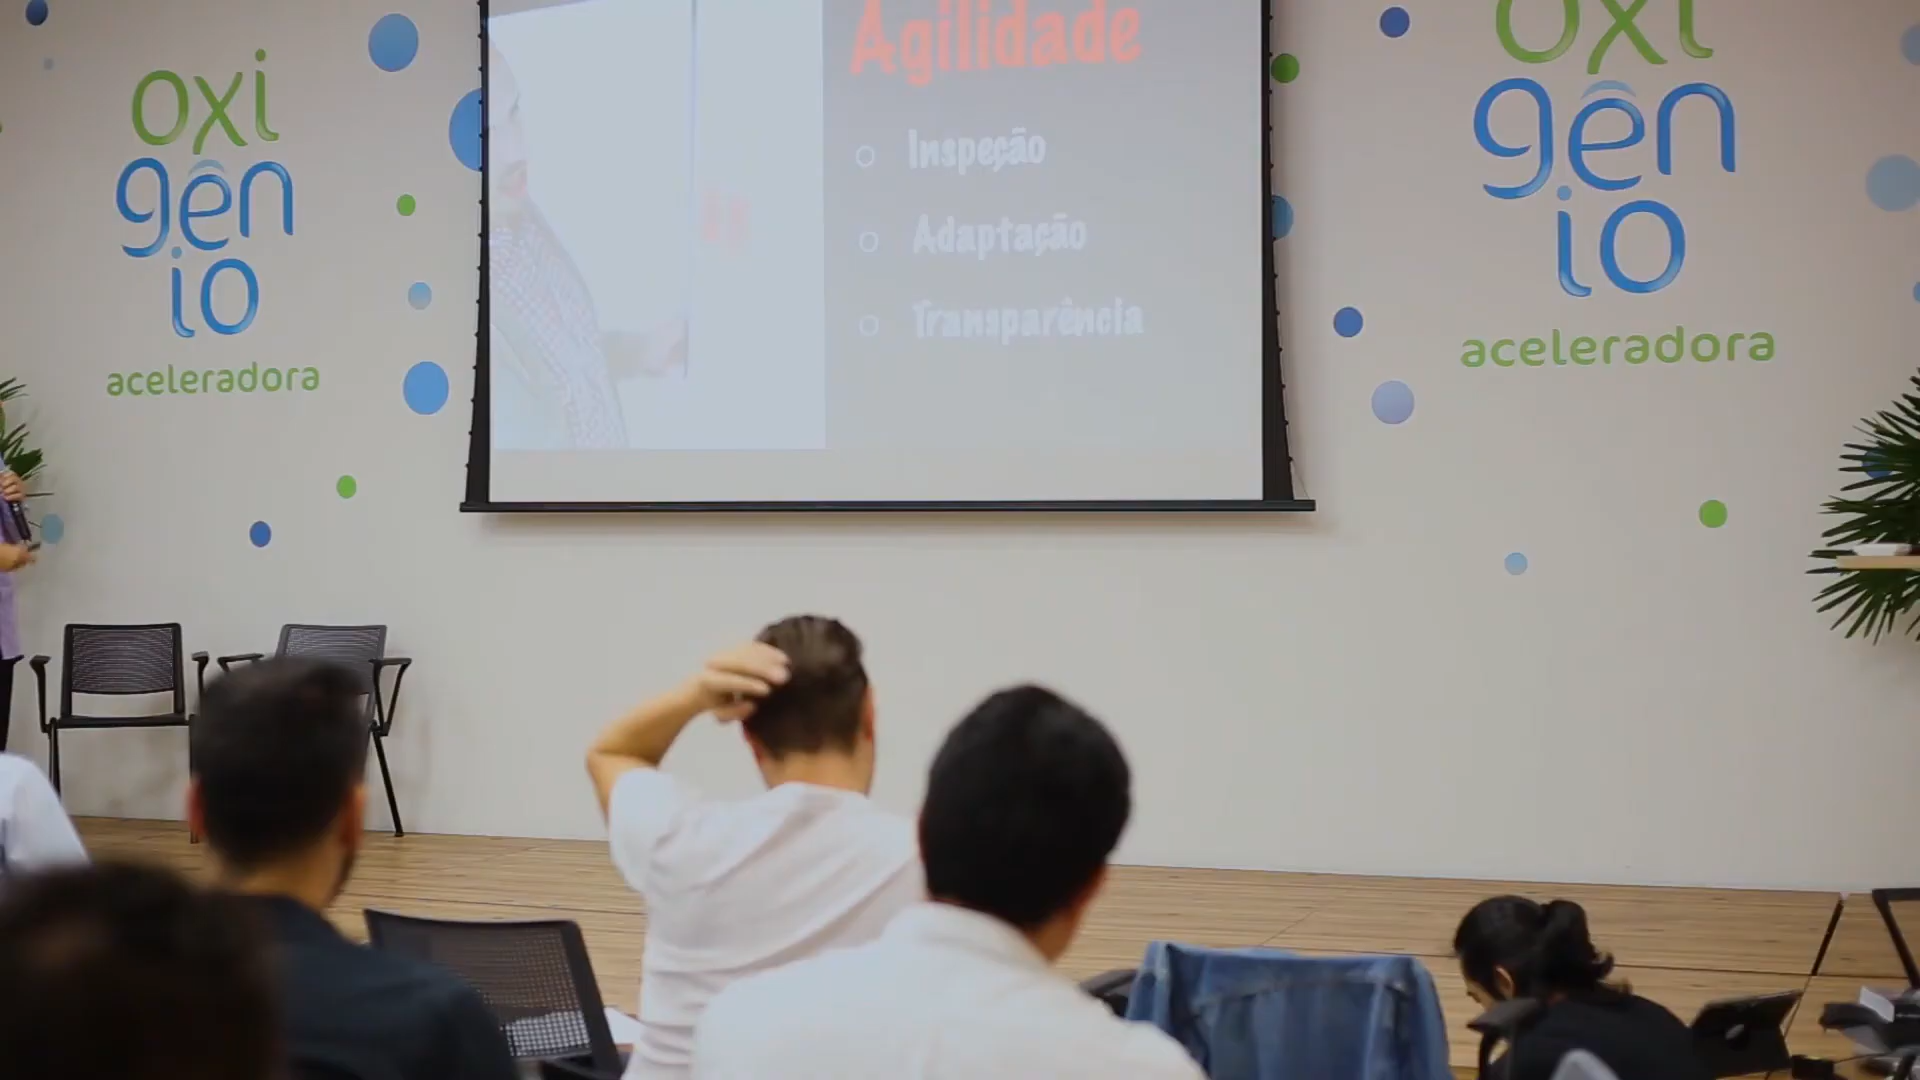 oxi
gên
io
aceleradora
Agilidade
Inspeção
Adaptação
Transparência
oxi
gên
io
aceleradora